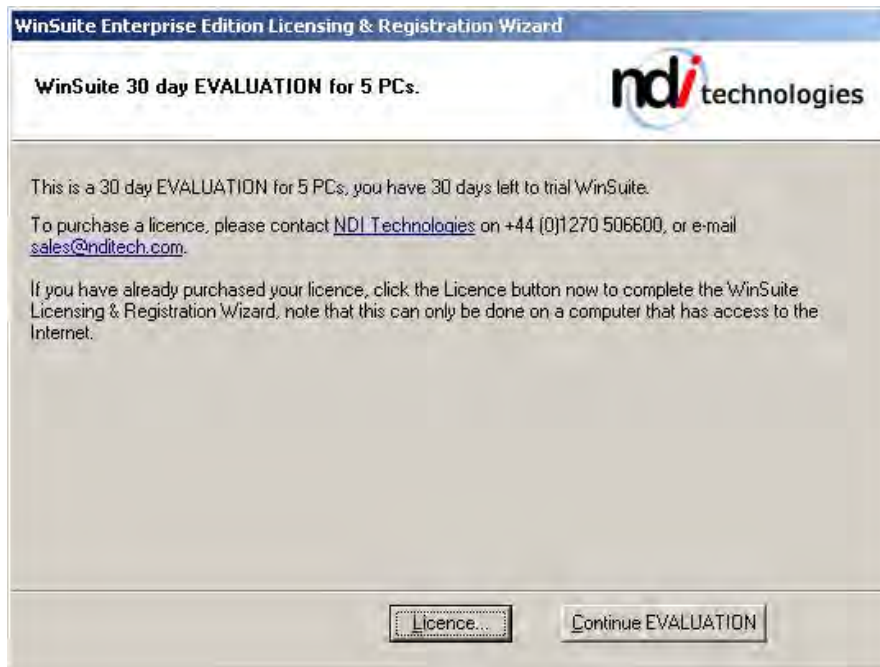 WinSuite Enterprise Edition Licensing & Registration Wizard
WinSuite 30 day EVALUATION for 5 PCs.
ndi technologies
This is a 30 day EVALUATION for 5 PCs, you have 30 days left to trial WinSuite.
To purchase a licence, please contact NDI Technologies on +44 (0)1270 506600, or e-mail
sales@nditech.com.
If you have already purchased your licence, click the Licence button now to complete the WinSuite
Licensing & Registration Wizard, note that this can only be done on a computer that has access to the
Internet.
Licence...
Continue EVALUATION